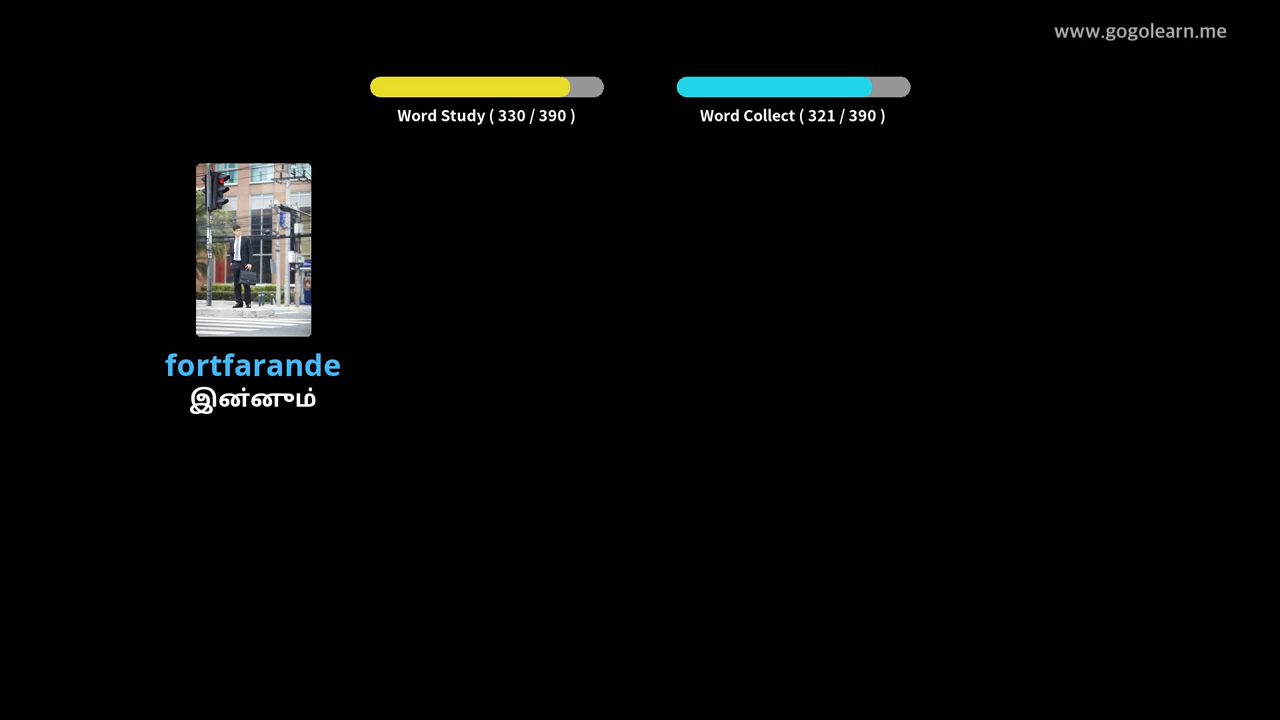 www.gogolearn.me
Word Study ( 330 / 390 )
Word Collect ( 321 / 390 )
fortfarande
இன்னும்